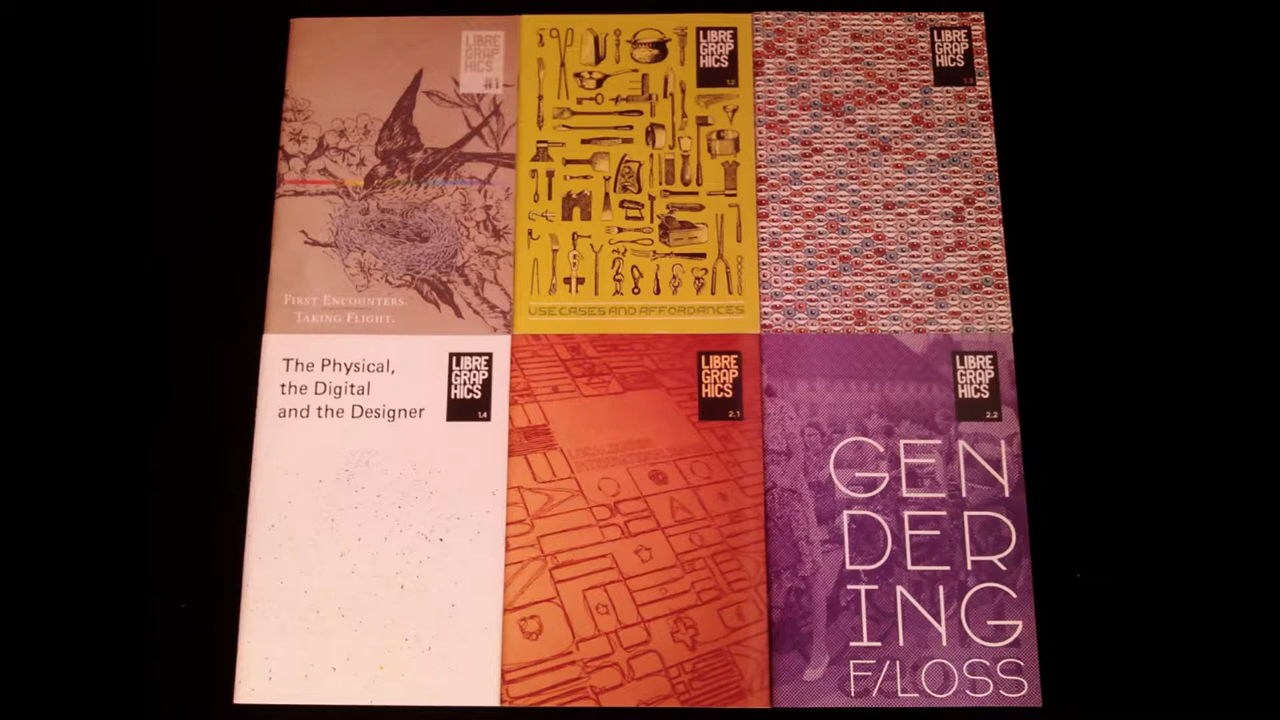 LIBRE
GRAP
HICS
#1
FIRST ENCOUNTERS.
TAKING FLIGHT.
LIBRE
GRAP
HICS
1.2
USE CASES AND AFFORDANCES
LIBRE
GRAP
HICS
1.3
The Physical,
the Digital
and the Designer
LIBRE
GRAP
HICS
1.4
LIBRE
GRAP
HICS
2.1
LIBRE
GRAP
HICS
2.2
GEN
DER
ING
F/LOSS